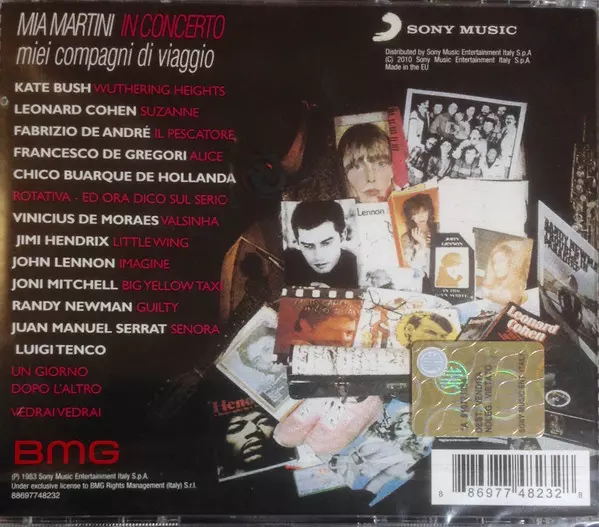 MIA MARTINI IN CONCERTO
miei compagni di viaggio
KATE BUSH WUTHERING HEIGHTS
LEONARD COHEN SUZANNE
FABRIZIO DE ANDRÉ IL PESCATORE
FRANCESCO DE GREGORI ALICE
CHICO BUARQUE DE HOLLANDA
ROTATIVA - ED ORA DICO SUL SERIO
VINICIUS DE MORAES VALSINHA
JIMI HENDRIX LITTLE WING
JOHN LENNON IMAGINE
JONI MITCHELL BIG YELLOW TAXI
RANDY NEWMAN GUILTY
JUAN MANUEL SERRAT SENORA
LUIGI TENCO
UN GIORNO
DOPO L'ALTRO
VEDRAI VEDRAI
BMG
(P) 1983 Sony Music Entertainment Italy S.p.A.
Under exclusive license to BMG Rights Management (Italy) S.r.l.
88697748232
SONY MUSIC
Distributed by Sony Music Entertainment Italy S.p.A
(C) 2010 Sony Music Entertainment Italy S.p.A.
Made in the EU
Lennon
JOHN
LENNON
Leonard
Cohen
8 86977 48232 8